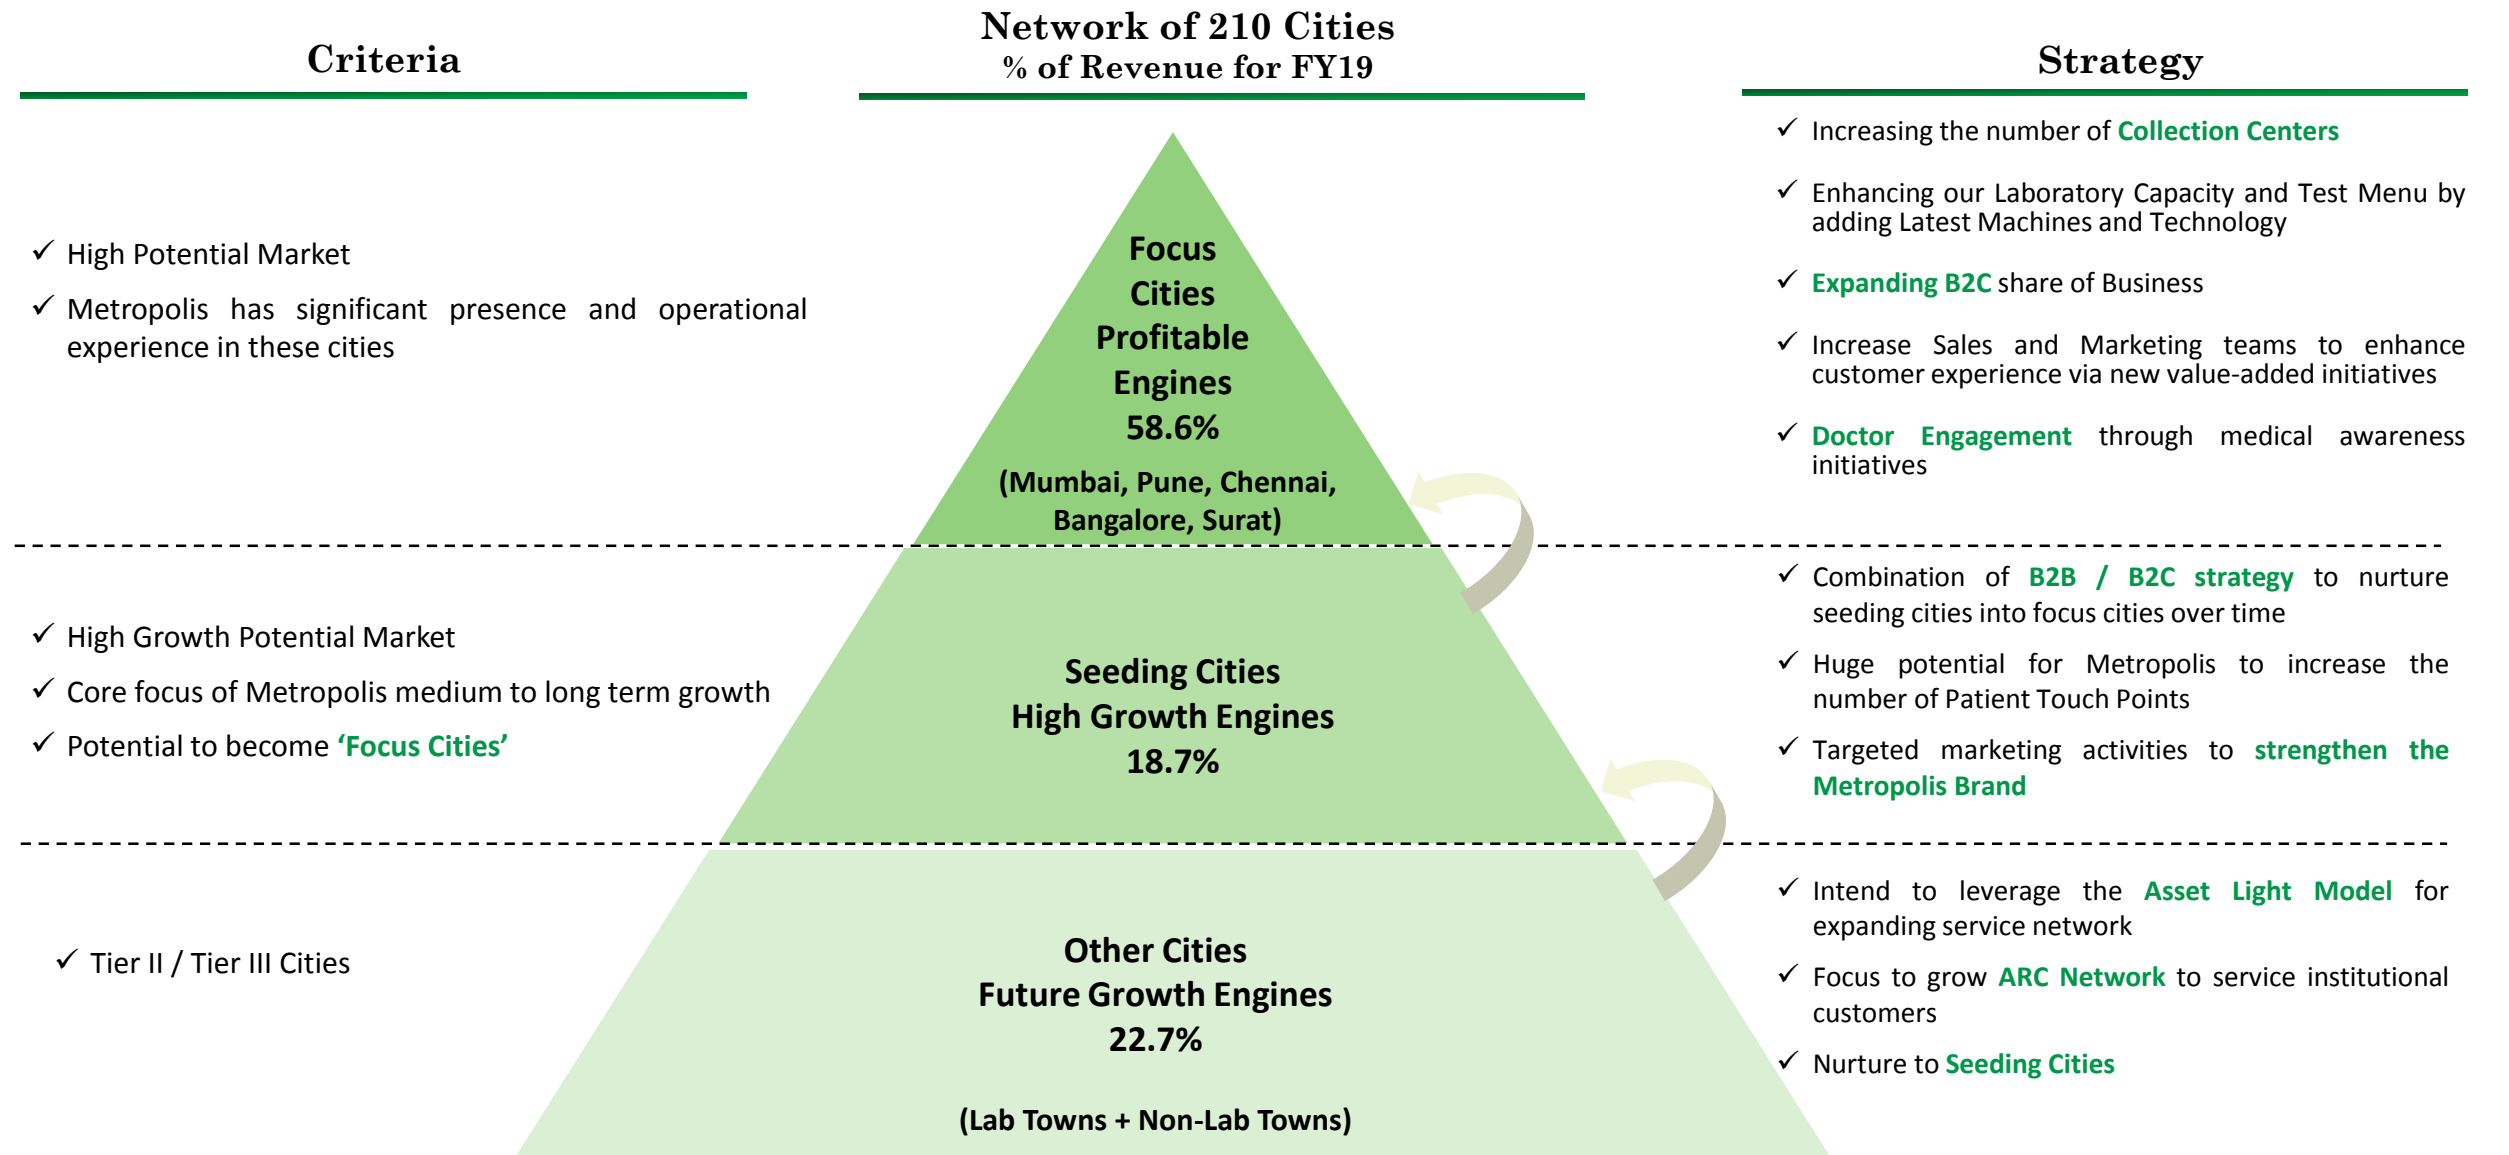 Criteria
✓ High Potential Market
✓ Metropolis has significant presence and operational
experience in these cities
✓ High Growth Potential Market
✓ Core focus of Metropolis medium to long term growth
✓ Potential to become ‘Focus Cities’
✓ Tier II / Tier III Cities
Network of 210 Cities
% of Revenue for FY19
Focus
Cities
Profitable
Engines
58.6%
(Mumbai, Pune, Chennai,
Bangalore, Surat)
Seeding Cities
High Growth Engines
18.7%
Other Cities
Future Growth Engines
22.7%
(Lab Towns + Non-Lab Towns)
Strategy
✓ Increasing the number of Collection Centers
✓ Enhancing our Laboratory Capacity and Test Menu by
adding Latest Machines and Technology
✓ Expanding B2C share of Business
✓ Increase Sales and Marketing teams to enhance
customer experience via new value-added initiatives
✓ Doctor Engagement through medical awareness
initiatives
✓ Combination of B2B / B2C strategy to nurture
seeding cities into focus cities over time
✓ Huge potential for Metropolis to increase the
number of Patient Touch Points
✓ Targeted marketing activities to strengthen the
Metropolis Brand
✓ Intend to leverage the Asset Light Model for
expanding service network
✓ Focus to grow ARC Network to service institutional
customers
✓ Nurture to Seeding Cities